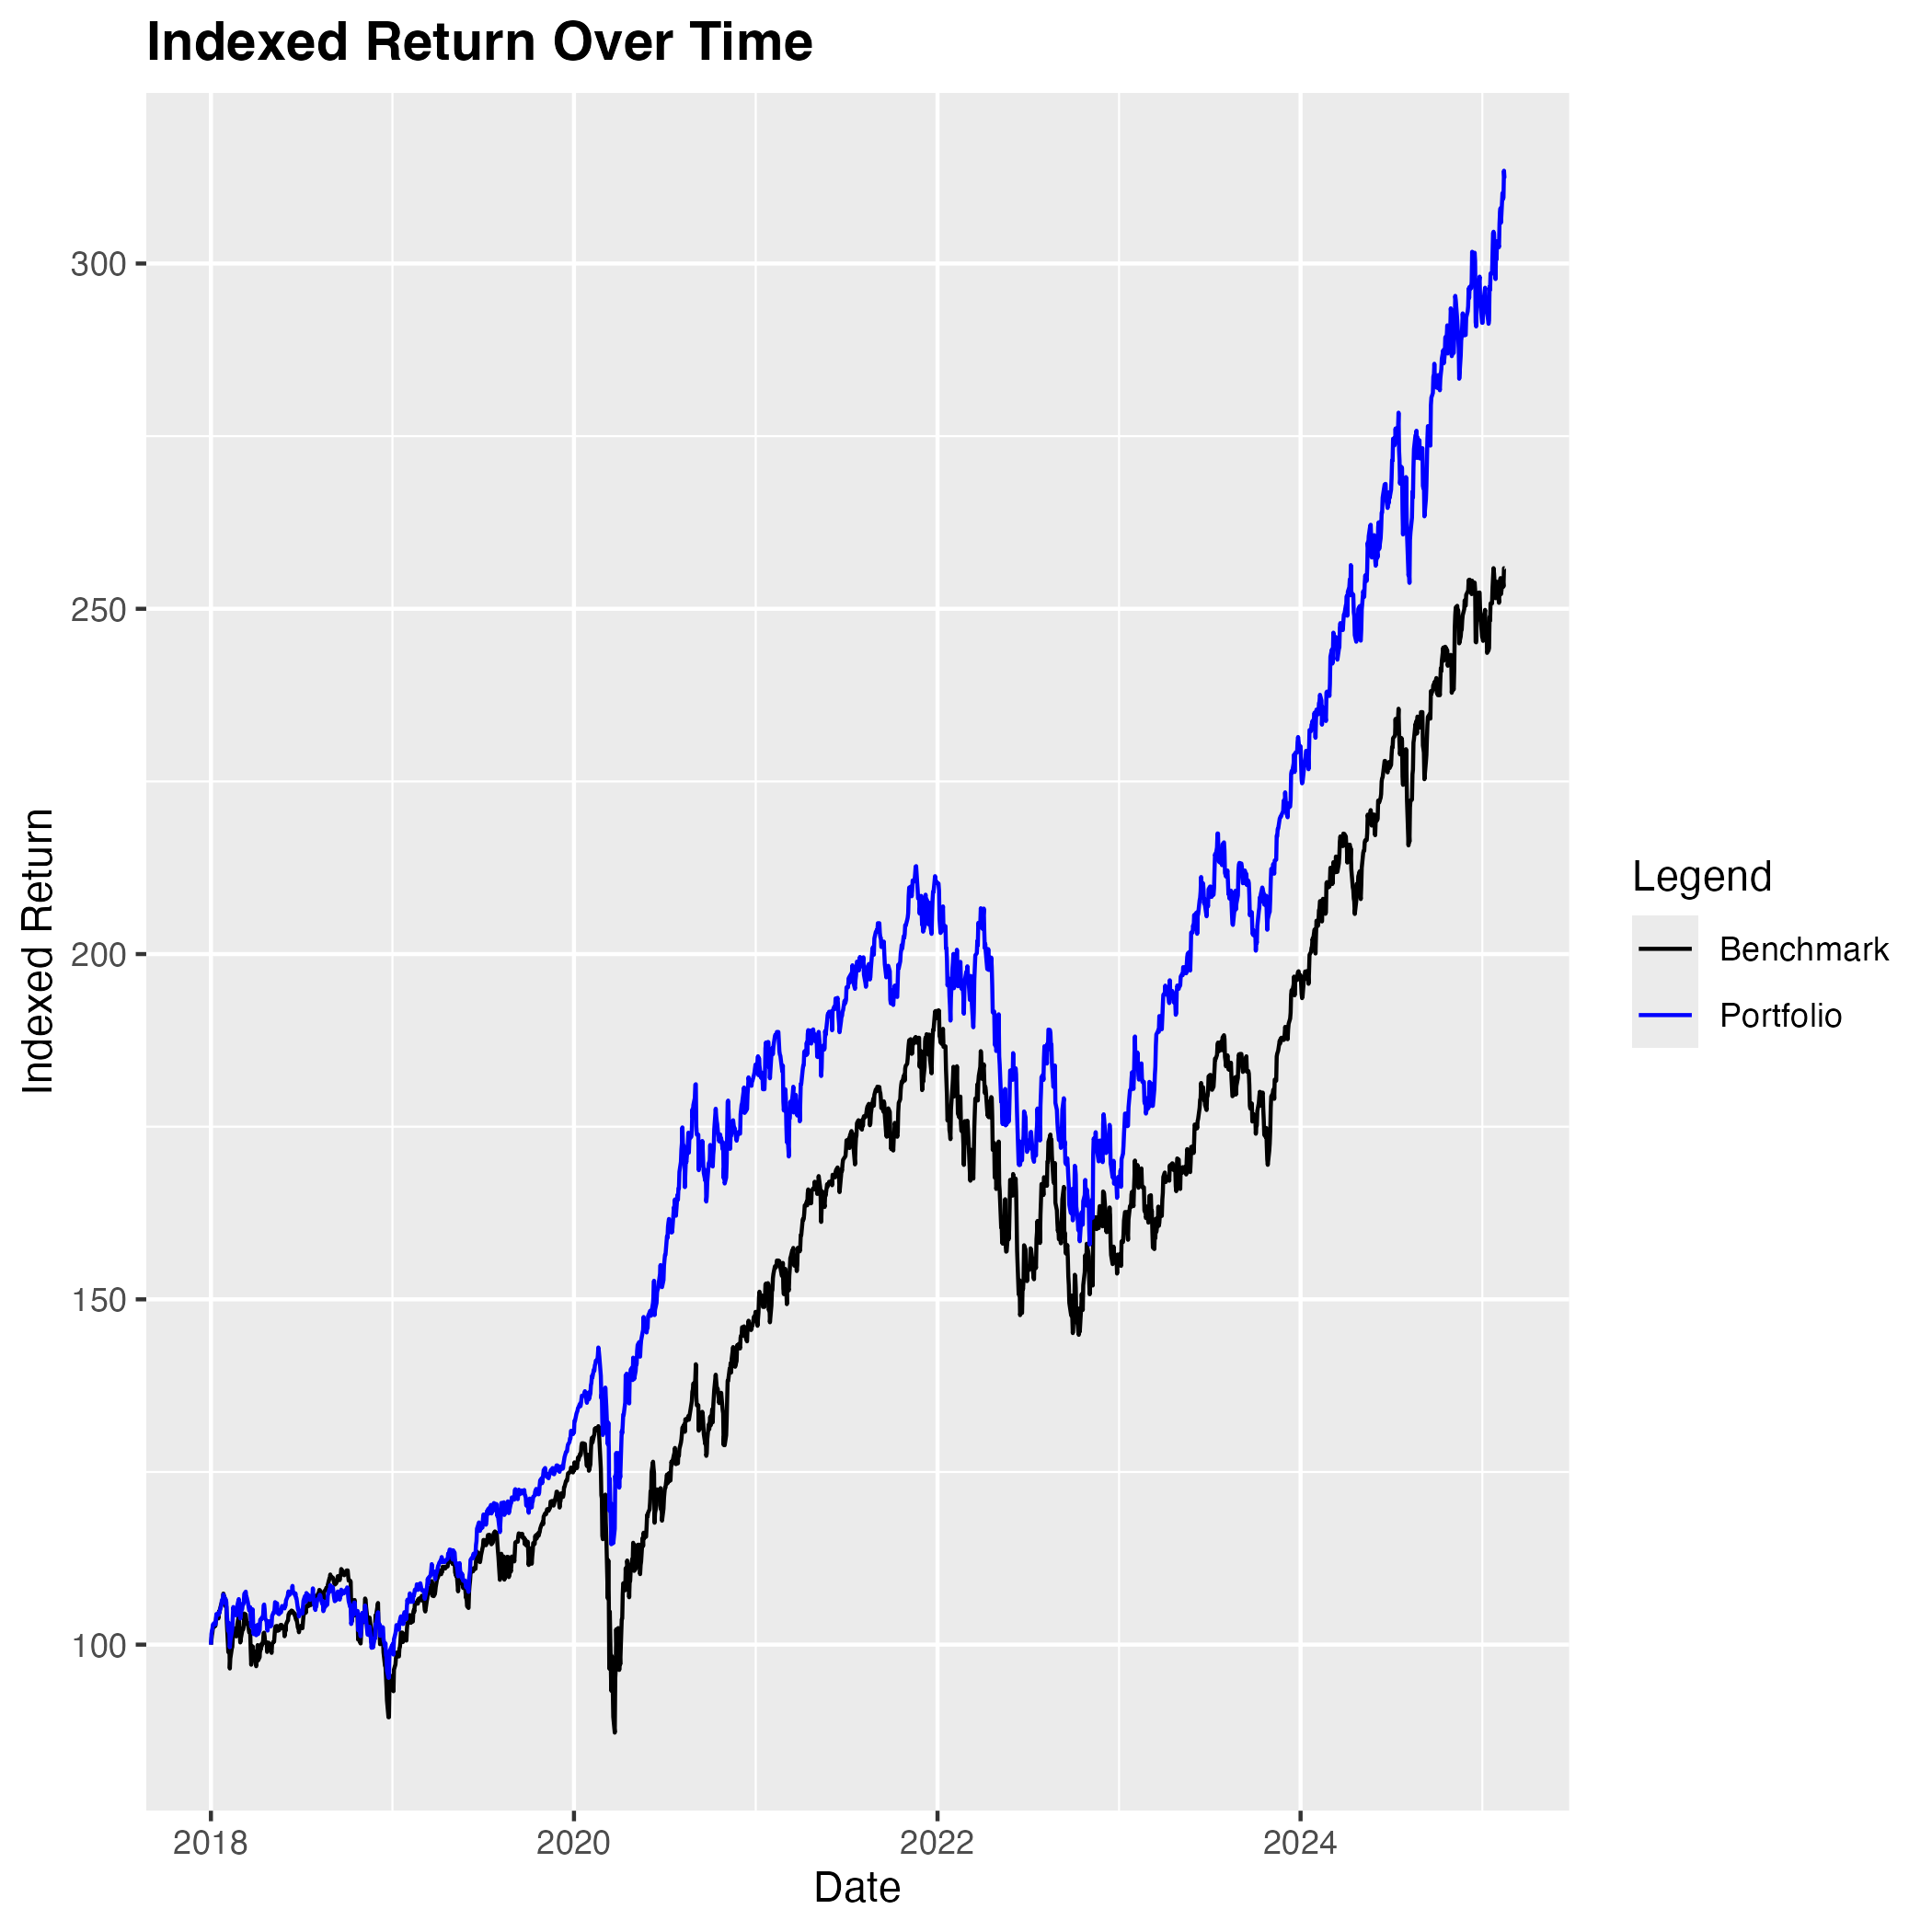 Indexed Return Over Time
Indexed Return
300
250
200
150
100
2018
2020
2022
2024
Date
Legend
Benchmark
Portfolio